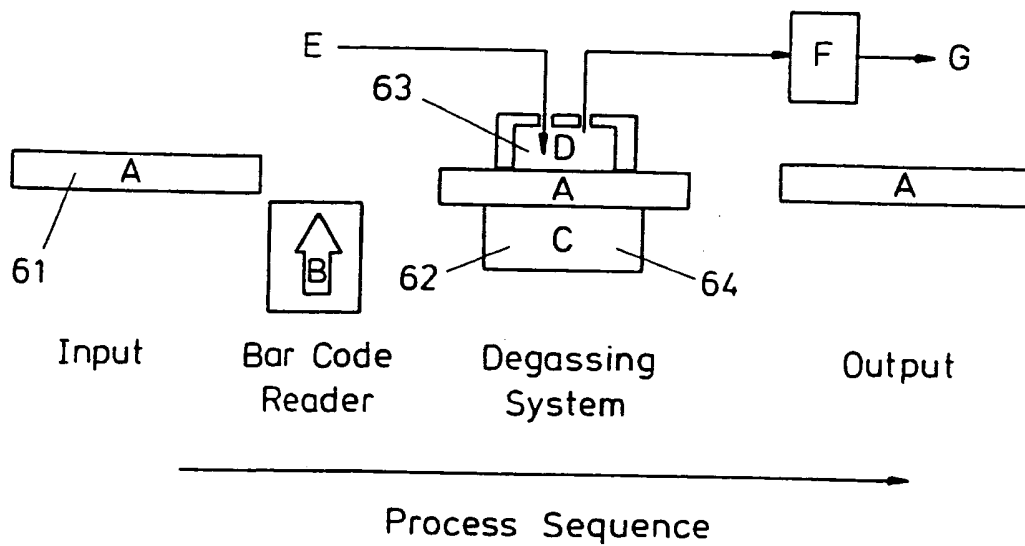 E
F
G
63
D
A
A
A
B
C
61
62
64
Input
Bar Code
Reader
Degassing
System
Output
Process Sequence